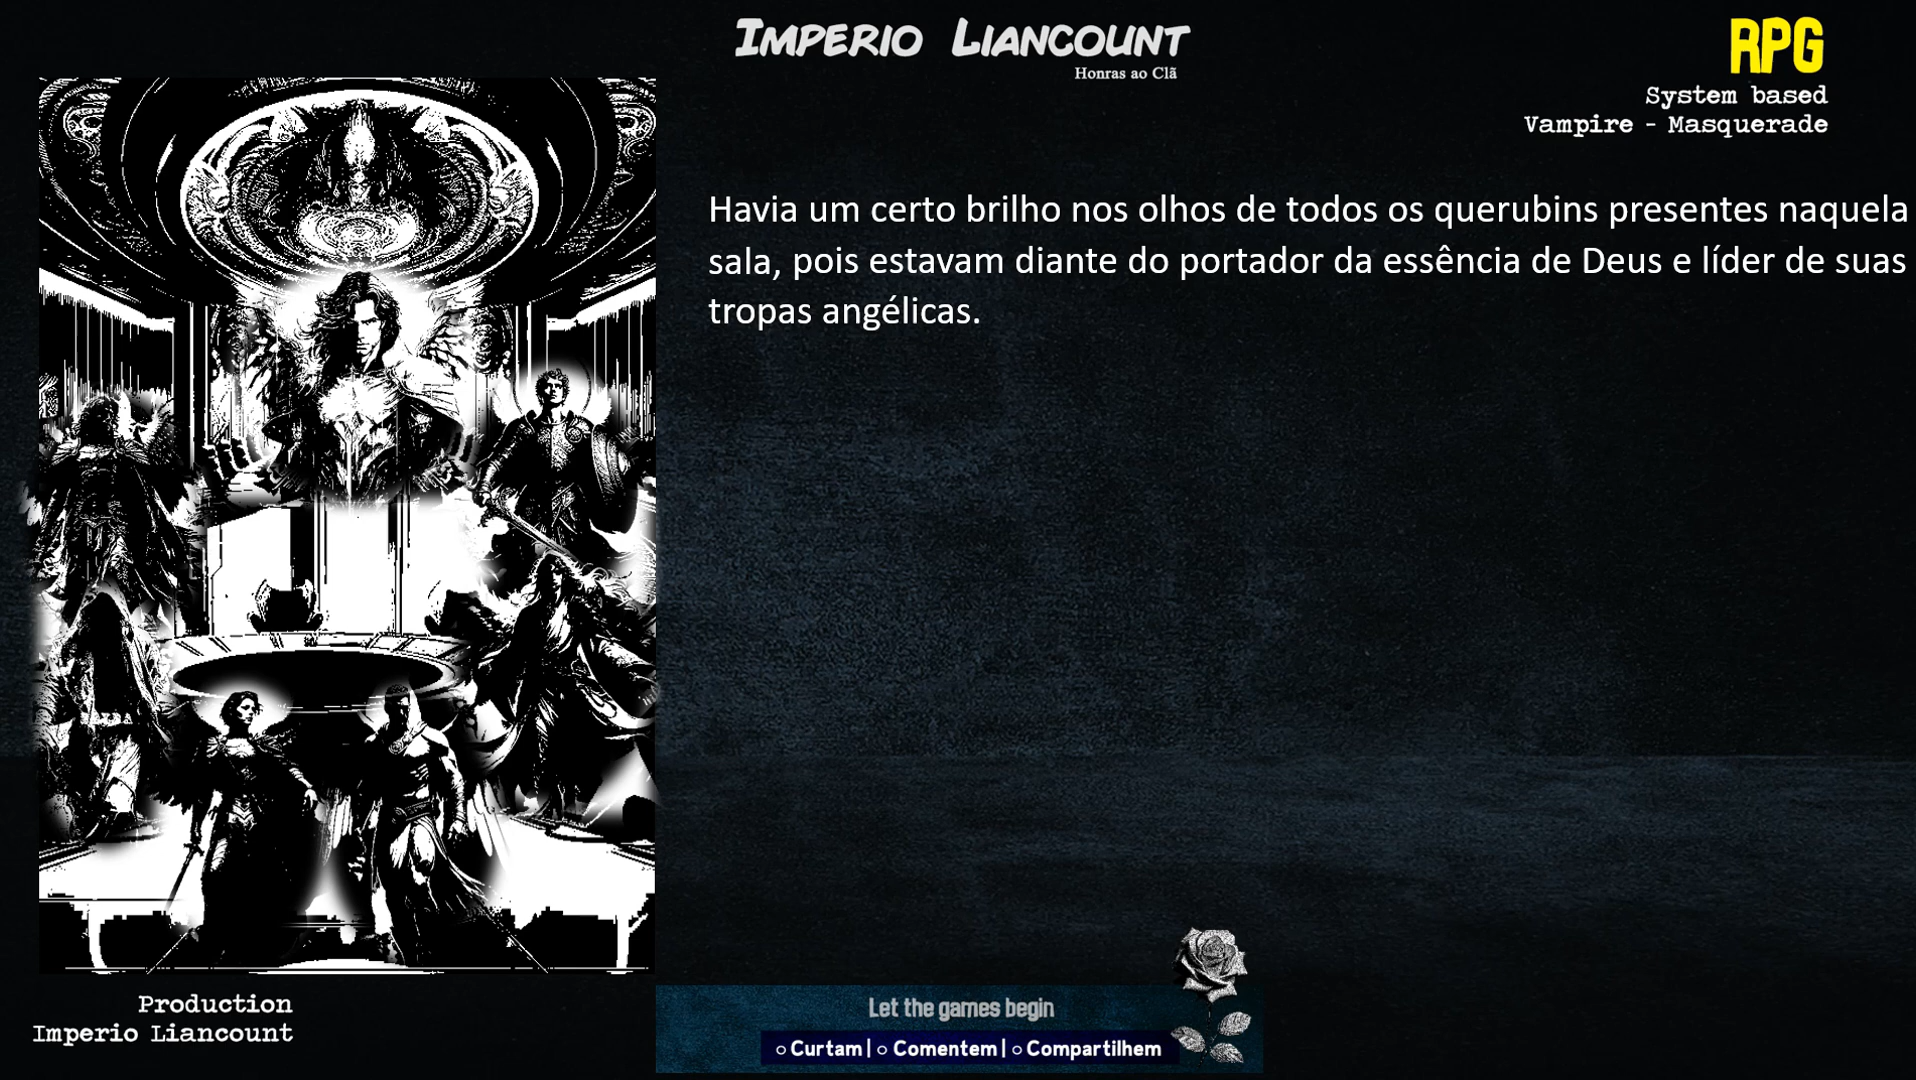 Imperio Liancount
Honras ao Clã
RPG
System based
Vampire - Masquerade
Havia um certo brilho nos olhos de todos os querubins presentes naquela
sala, pois estavam diante do portador da essência de Deus e líder de suas
tropas angélicas.
Production
Imperio Liancount
Let the games begin
○ Curtam | ○ Comentem | ○ Compartilhem